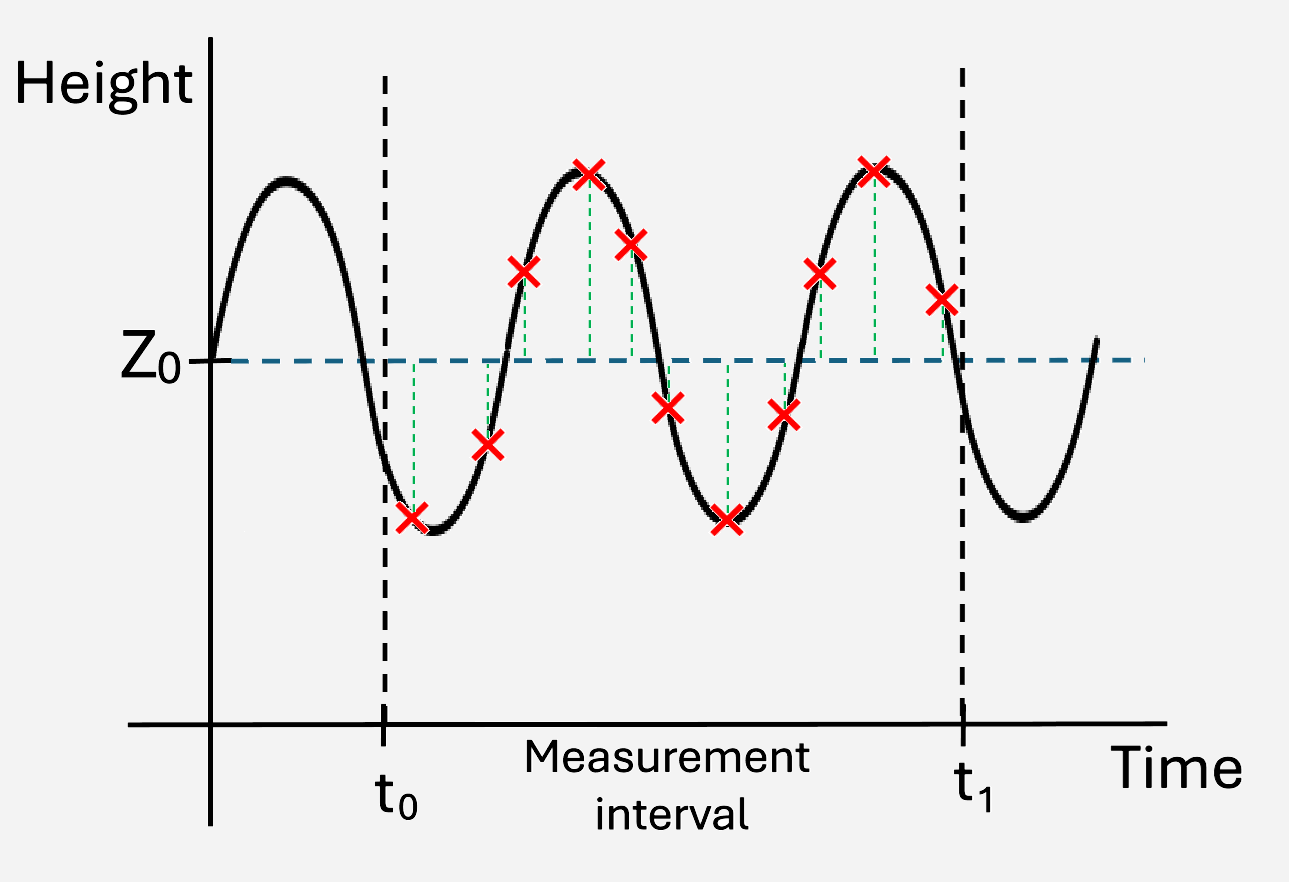 Height
Z₀
t₀
Measurement
interval
t₁
Time